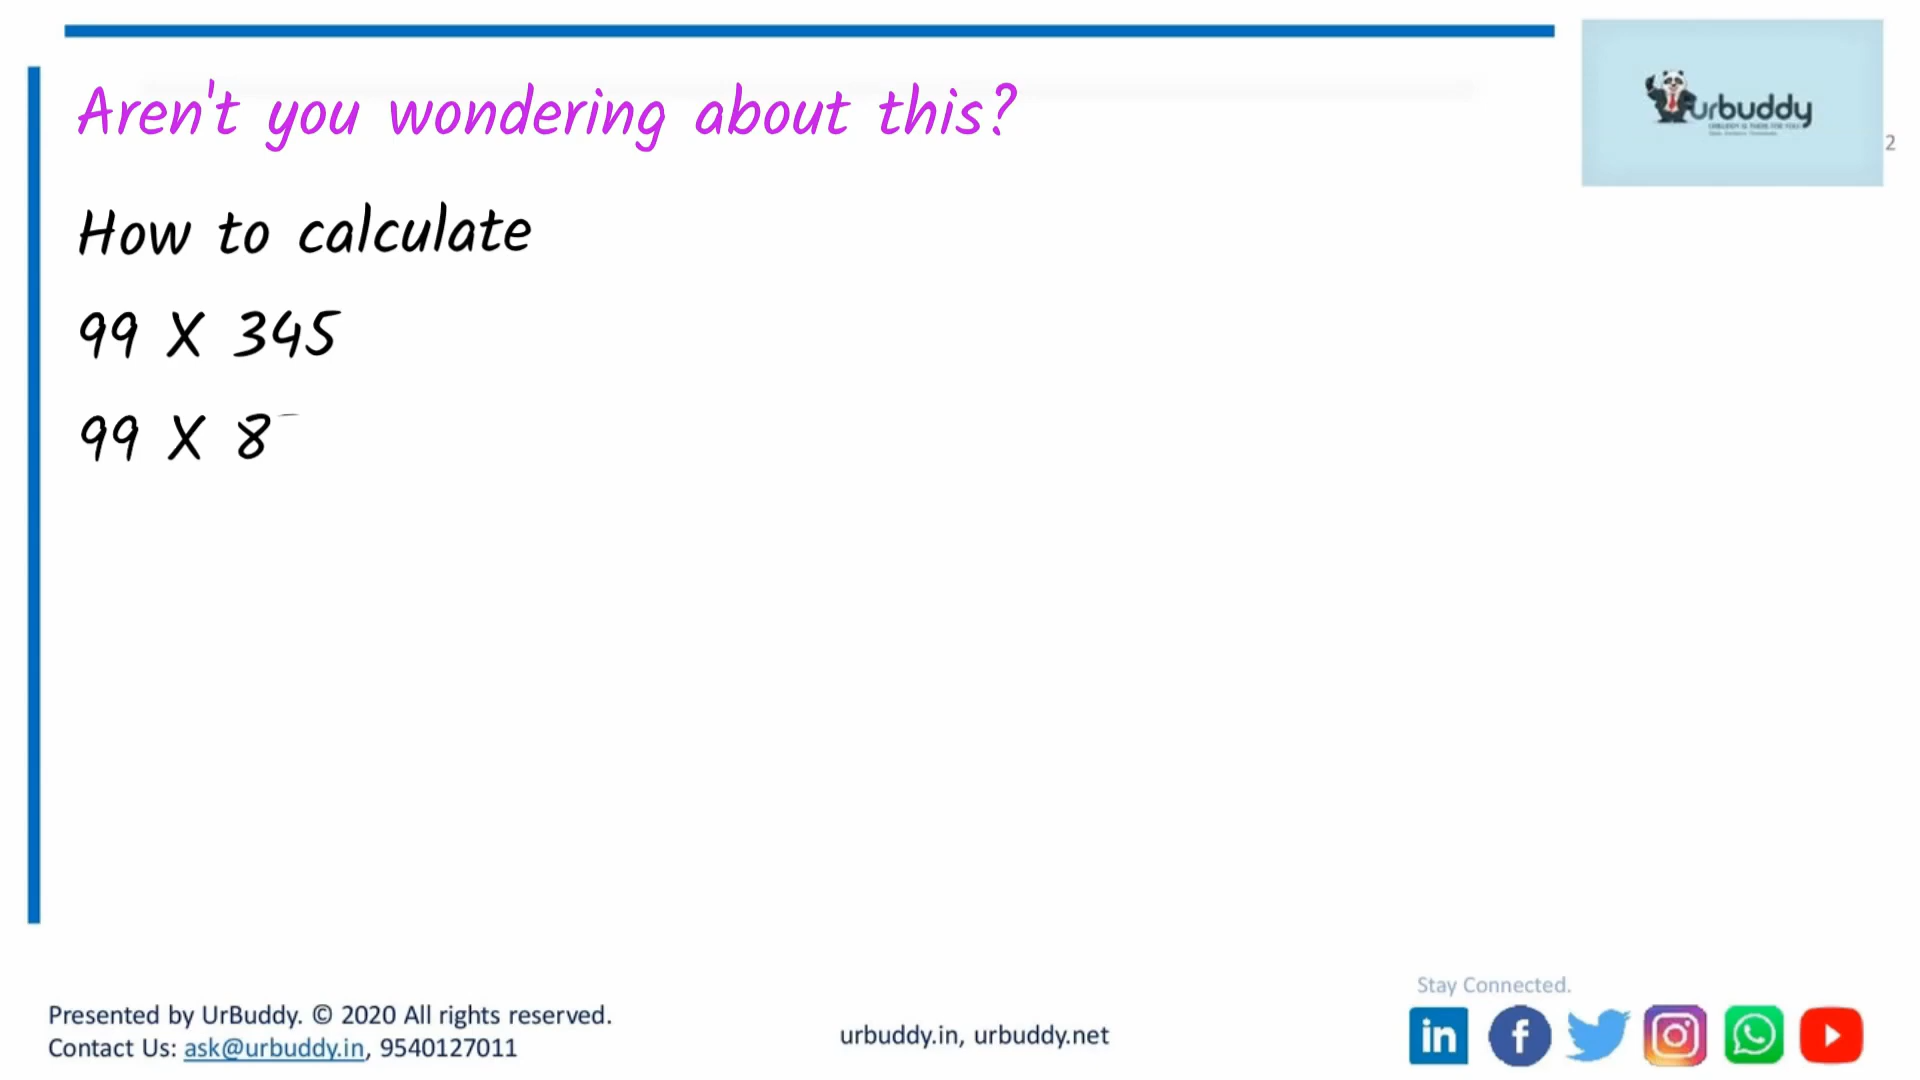 Aren't you wondering about this?
urbuddy
2
How to calculate
99 X 345
99 X 8
Stay Connected.
Presented by UrBuddy. © 2020 All rights reserved.
Contact Us: ask@urbuddy.in, 9540127011
urbuddy.in, urbuddy.net
in